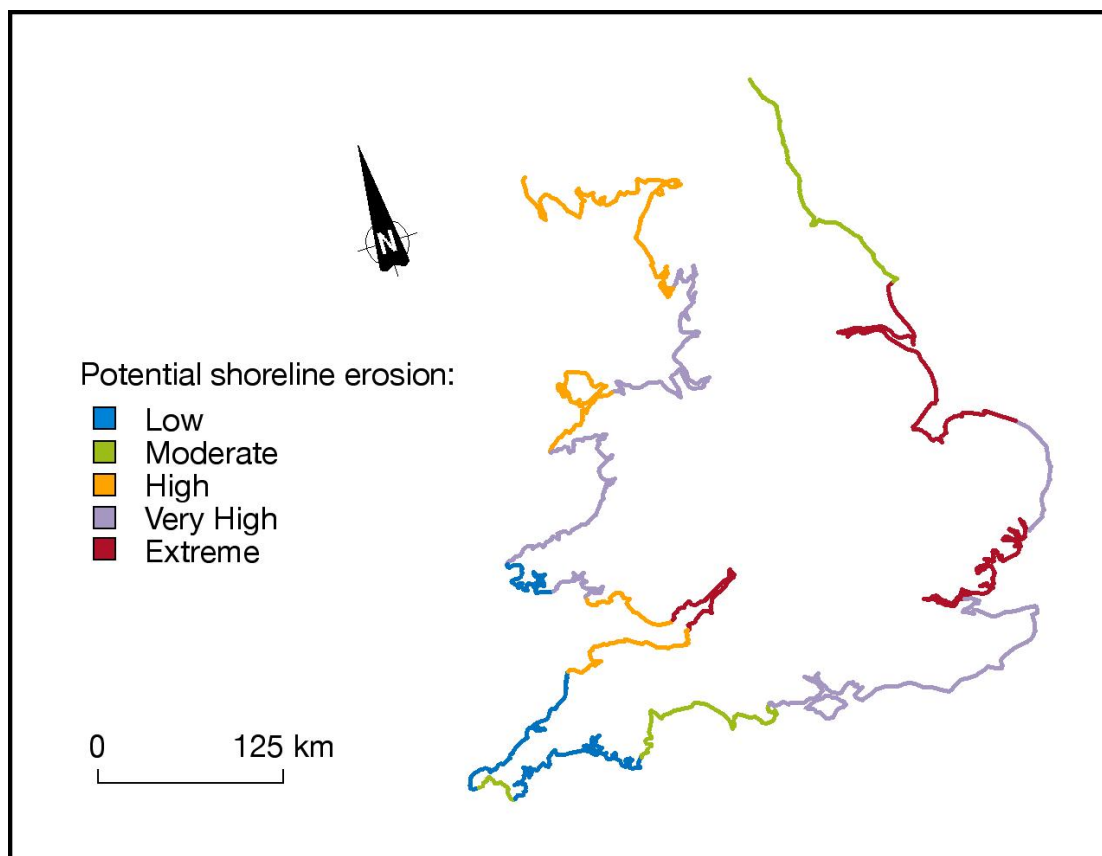 N
Potential shoreline erosion:
Low
Moderate
High
Very High
Extreme
0 125 km